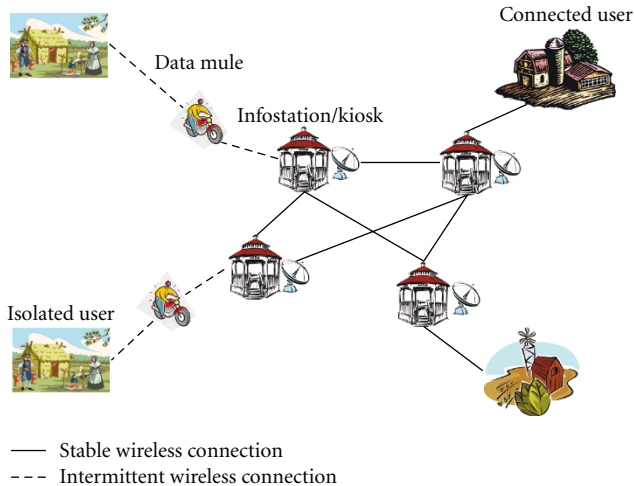 Connected user
Data mule
Infostation/kiosk
Isolated user
Stable wireless connection
Intermittent wireless connection